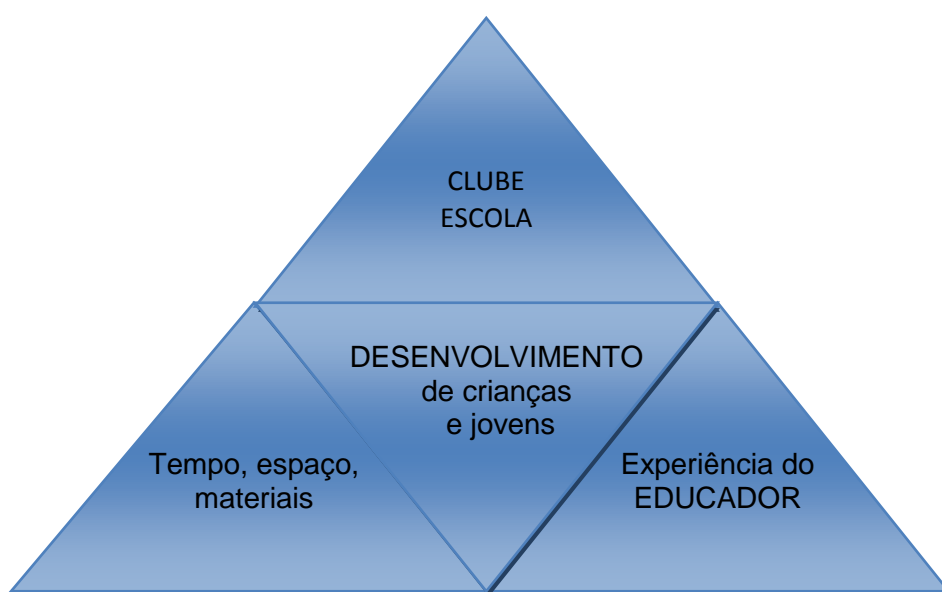 CLUBE
ESCOLA
DESENVOLVIMENTO
de crianças
e jovens
Tempo, espaço,
materiais
Experiência do
EDUCADOR